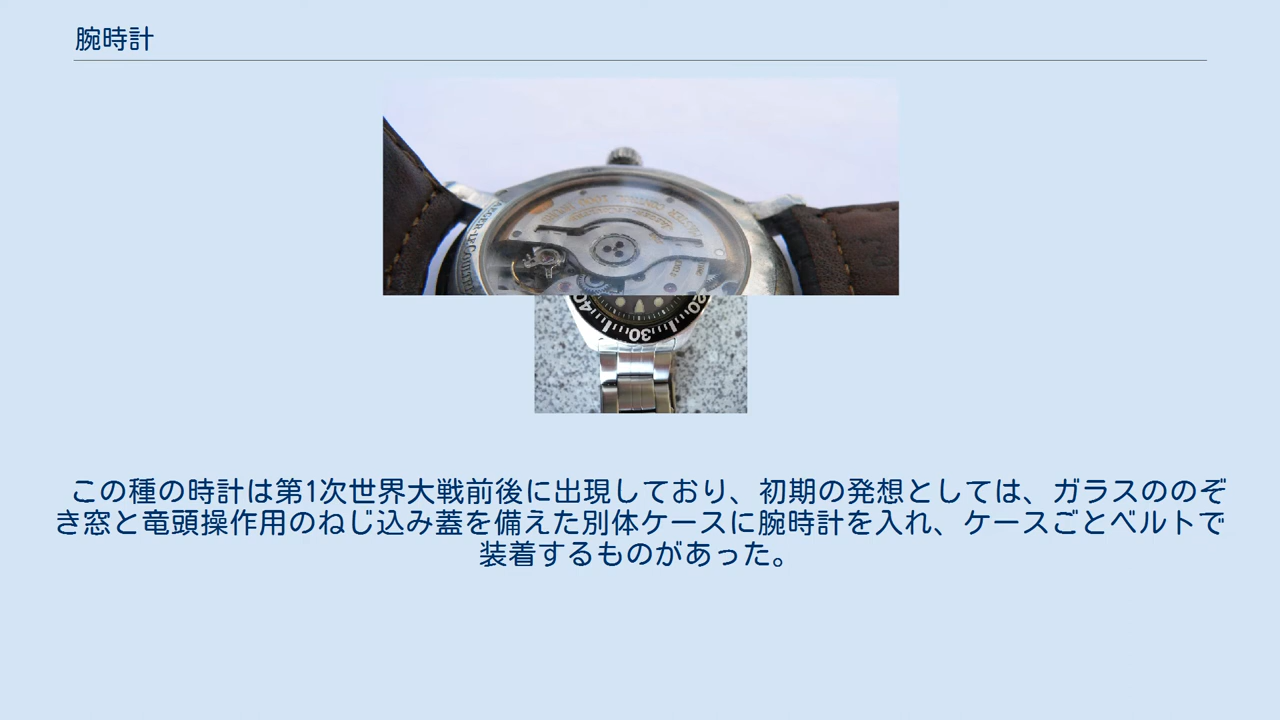 腕時計
40
30
20
この種の時計は第1次世界大戦前後に出現しており、初期の発想としては、ガラスののぞ
き窓と竜頭操作用のねじ込み蓋を備えた別体ケースに腕時計を入れ、ケースごとベルトで
装着するものがあった。